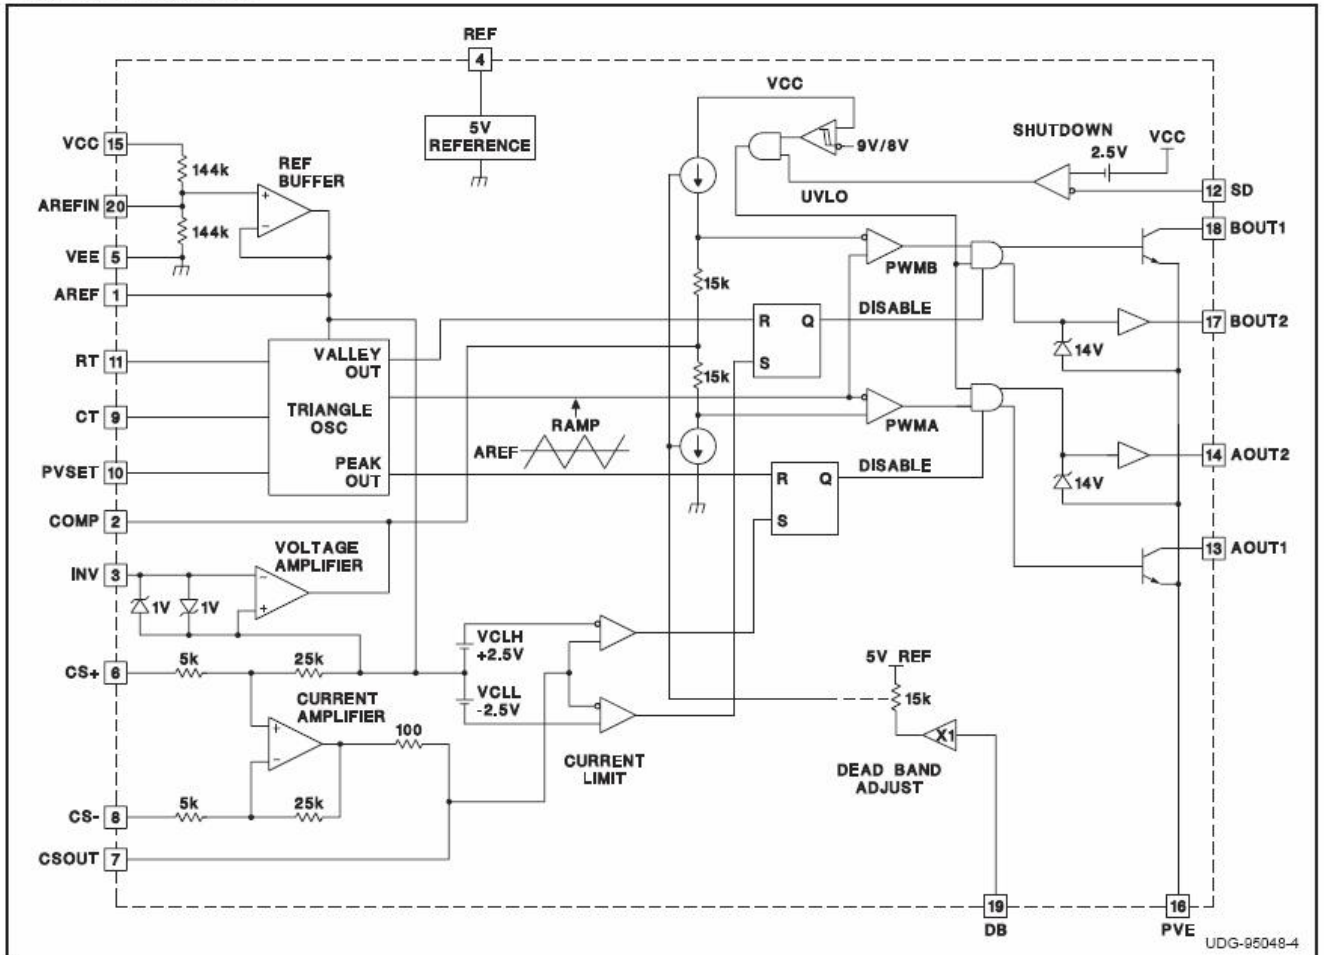 REF
4
5V
REFERENCE
VCC 15
144k
REF
BUFFER
+
-
AREFIN 20
144k
VEE 5
AREF 1
RT 11
CT 9
PVSET 10
COMP 2
VALLEY
OUT
TRIANGLE
OSC
PEAK
OUT
RAMP
AREF
VCC
9V/8V
UVLO
SHUTDOWN
VCC
2.5V
12 SD
18 BOUT1
PWMB
15k
R Q
S
DISABLE
17 BOUT2
14V
15k
PWMA
R Q
S
DISABLE
14 AOUT2
14V
13 AOUT1
INV 3
VOLTAGE
AMPLIFIER
-
+
1V
1V
CS+ 6
5k
25k
CURRENT
AMPLIFIER
+
-
100
VCLH
+2.5V
VCLL
-2.5V
CURRENT
LIMIT
5V REF
15k
X1
DEAD BAND
ADJUST
CS- 8
5k
25k
CSOUT 7
19
DB
16
PVE
UDG-95048-4